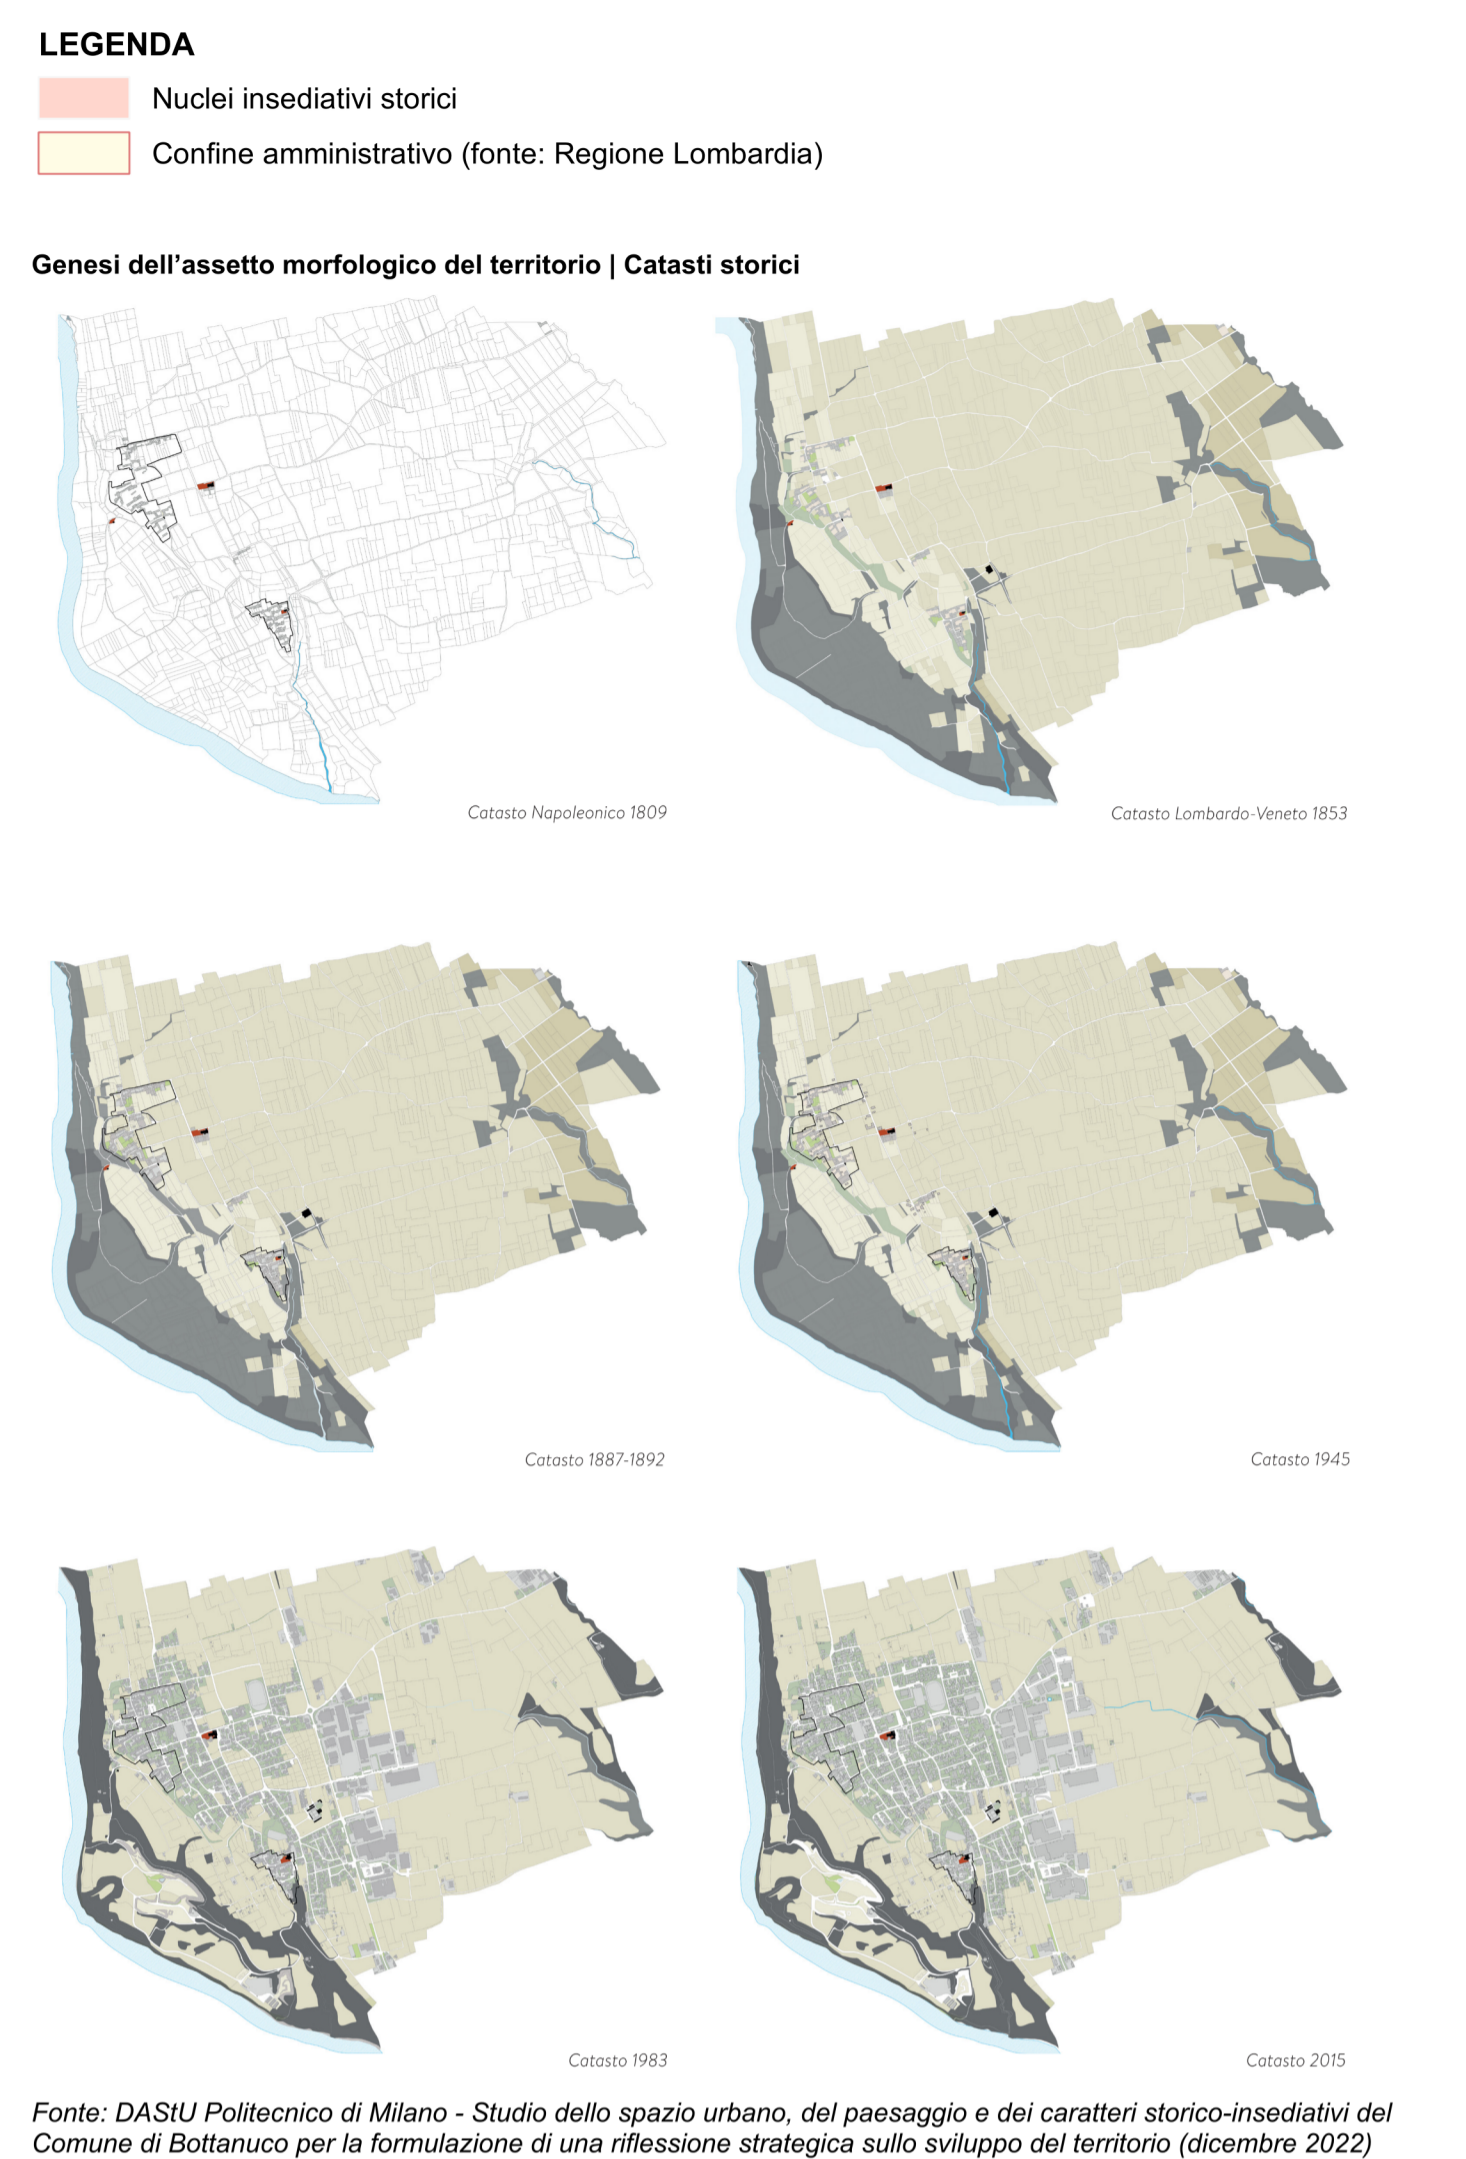 LEGENDA
Nuclei insediativi storici
Confine amministrativo (fonte: Regione Lombardia)
Genesi dell’assetto morfologico del territorio | Catasti storici
Catasto Napoleonico 1809
Catasto Lombardo-Veneto 1853
Catasto 1887-1892
Catasto 1945
Catasto 1983
Catasto 2015
Fonte: DAStU Politecnico di Milano - Studio dello spazio urbano, del paesaggio e dei caratteri storico-insediativi del
Comune di Bottanuco per la formulazione di una riflessione strategica sullo sviluppo del territorio (dicembre 2022)